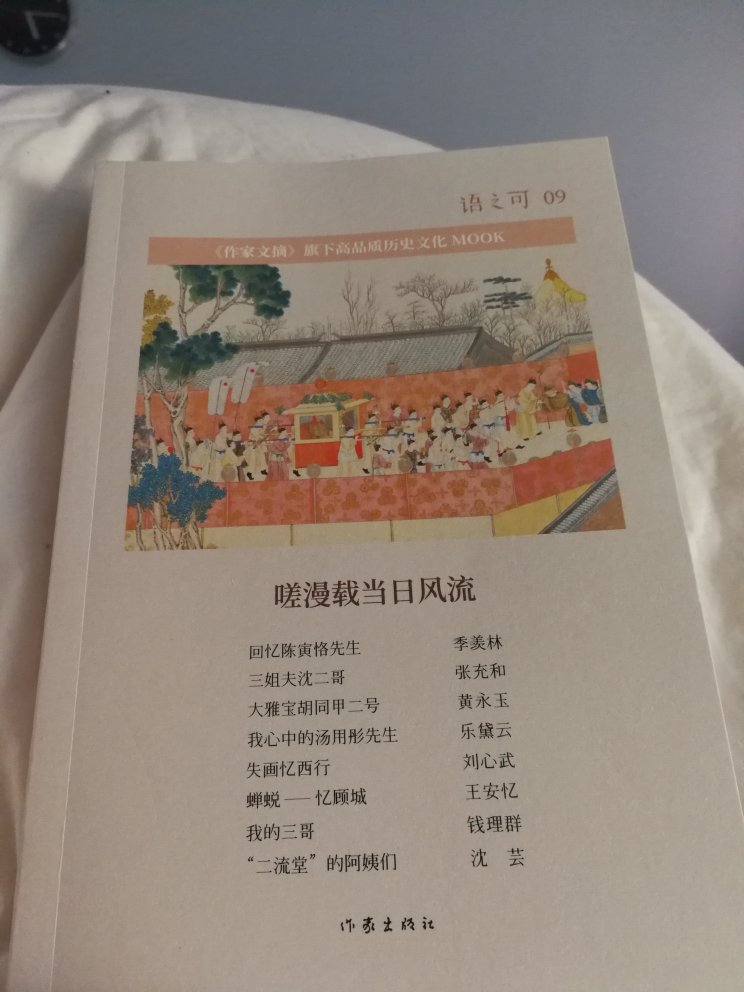 语之可 09
《作家文摘》旗下高品质历史文化 MOOK
嗟漫载当日风流
回忆陈寅恪先生 季羡林
三姐夫沈二哥 张充和
大雅宝胡同甲二号 黄永玉
我心中的汤用彤先生 乐黛云
失画忆西行 刘心武
蝉蜕——忆顾城 王安忆
我的三哥 钱理群
“二流堂”的阿姨们 沈 芸
作家出版社